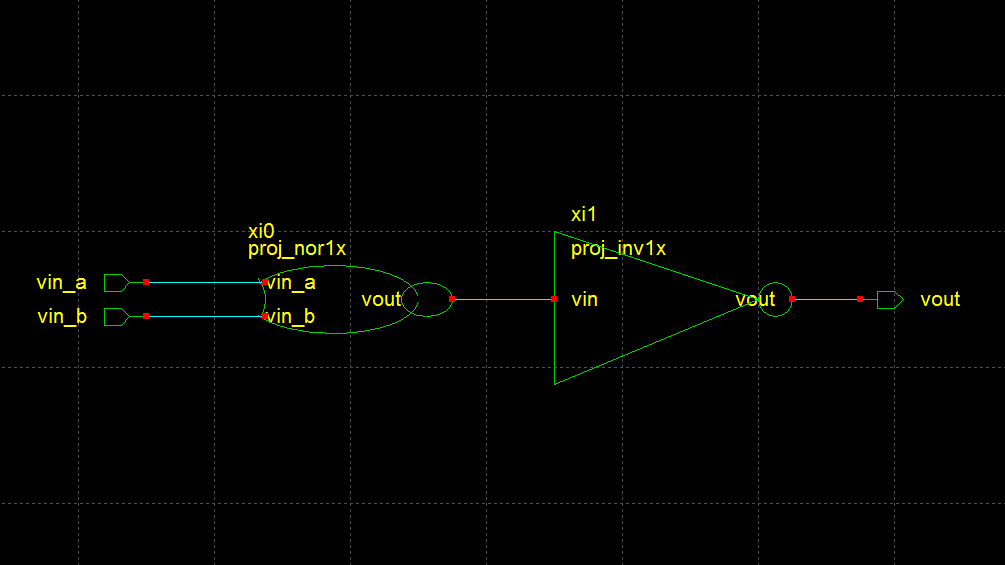 xi0
proj_nor1x
vin_a
vin_b
vin_a
vin_b
vout
xi1
proj_inv1x
vin
vout
vout